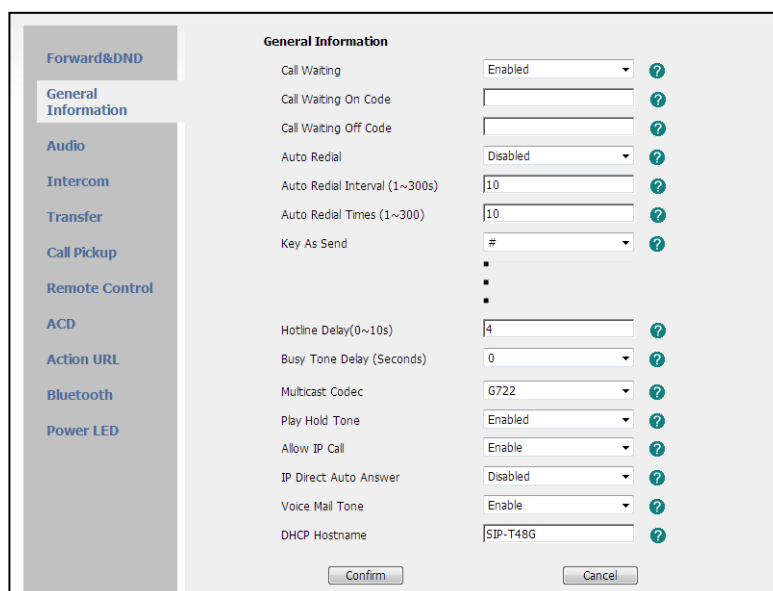 Forward&DND
General
Information
Audio
Intercom
Transfer
Call Pickup
Remote Control
ACD
Action URL
Bluetooth
Power LED
General Information
Call Waiting Enabled ?
Call Waiting On Code ?
Call Waiting Off Code ?
Auto Redial Disabled ?
Auto Redial Interval (1~300s) 10 ?
Auto Redial Times (1~300) 10 ?
Key As Send # ?
Hotline Delay(0~10s) 4 ?
Busy Tone Delay (Seconds) 0 ?
Multicast Codec G722 ?
Play Hold Tone Enabled ?
Allow IP Call Enable ?
IP Direct Auto Answer Disabled ?
Voice Mail Tone Enable ?
DHCP Hostname SIP-T48G ?
Confirm Cancel